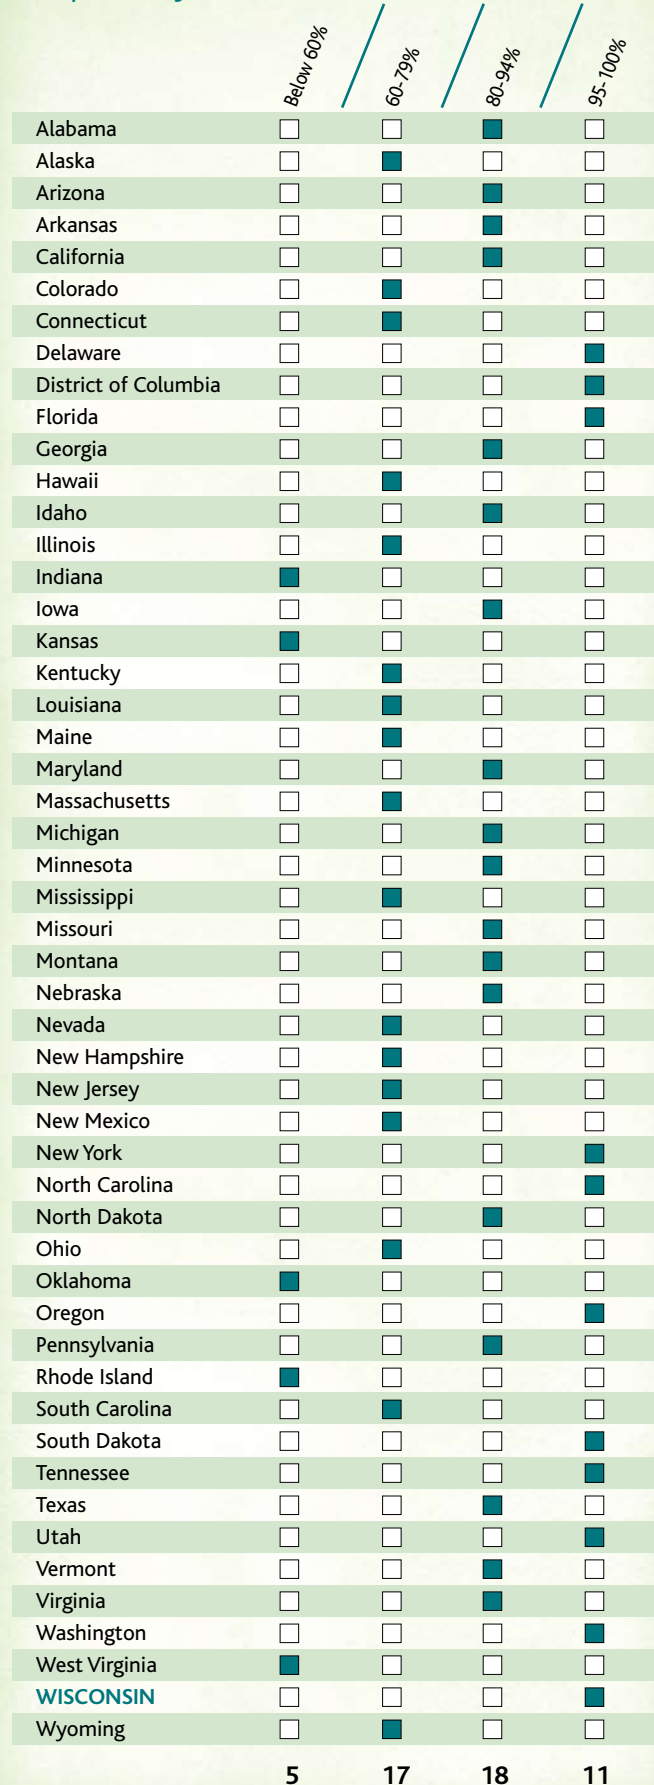 Below 60% 60-79% 80-94% 95-100%
Alabama
Alaska
Arizona
Arkansas
California
Colorado
Connecticut
Delaware
District of Columbia
Florida
Georgia
Hawaii
Idaho
Illinois
Indiana
Iowa
Kansas
Kentucky
Louisiana
Maine
Maryland
Massachusetts
Michigan
Minnesota
Mississippi
Missouri
Montana
Nebraska
Nevada
New Hampshire
New Jersey
New Mexico
New York
North Carolina
North Dakota
Ohio
Oklahoma
Oregon
Pennsylvania
Rhode Island
South Carolina
South Dakota
Tennessee
Texas
Utah
Vermont
Virginia
Washington
West Virginia
WISCONSIN
Wyoming
5 17 18 11